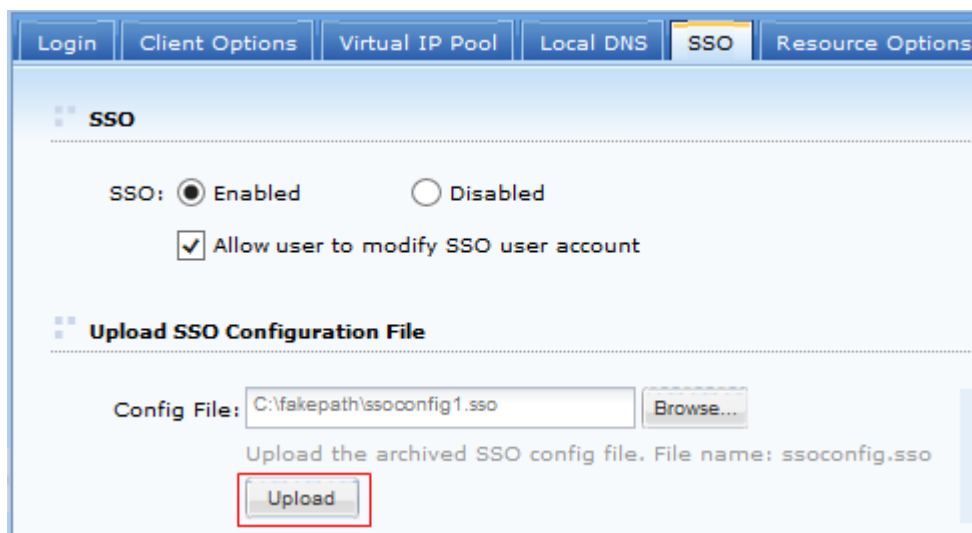 Login Client Options Virtual IP Pool Local DNS SSO Resource Options
SSO
SSO: Enabled Disabled
Allow user to modify SSO user account
Upload SSO Configuration File
Config File: C:\fakepath\ssoconfig1.sso Browse...
Upload the archived SSO config file. File name: ssoconfig.sso
Upload